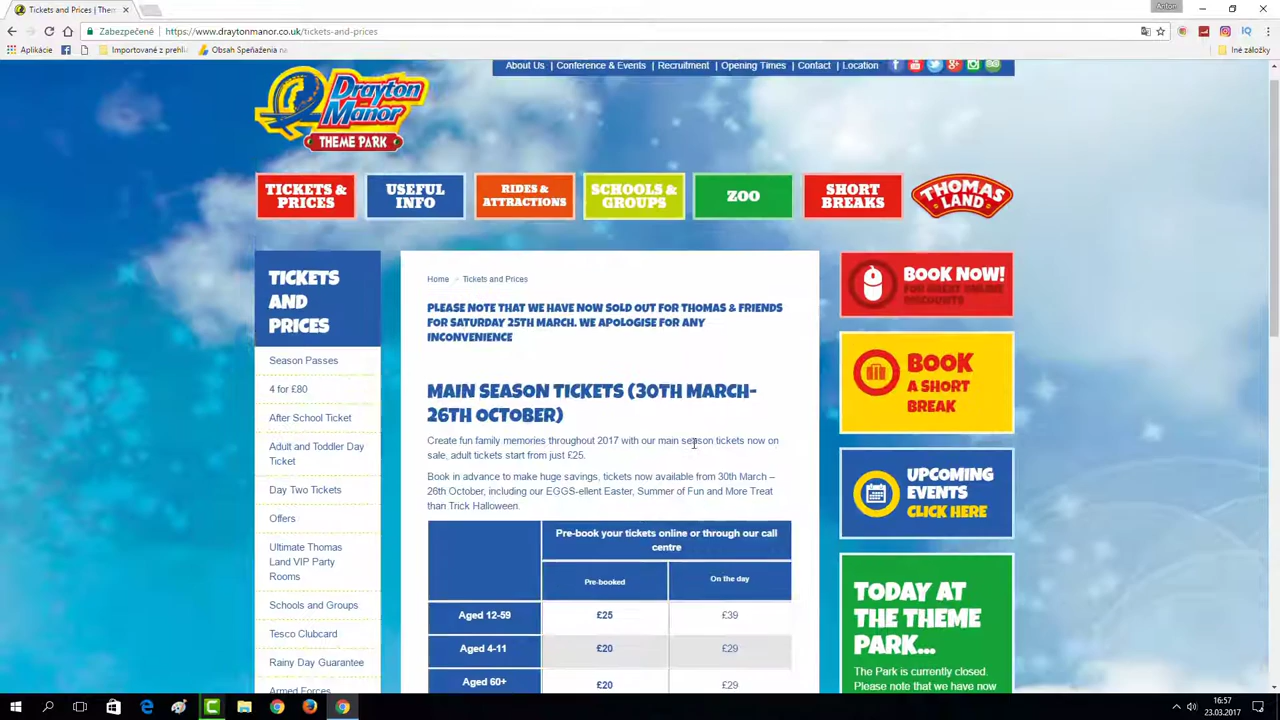 Tickets and Prices | Them
Anton
Zabezpečené
https://www.draytonmanor.co.uk/tickets-and-prices
Aplikácie
Importované z prehli
Obsah Speňaženia na
Iné záložky
About Us | Conference & Events | Recruitment | Opening Times | Contact | Location
Drayton
Manor
THEME PARK
TICKETS &
PRICES
USEFUL
INFO
RIDES &
ATTRACTIONS
SCHOOLS &
GROUPS
ZOO
SHORT
BREAKS
THOMAS
LAND
TICKETS
AND
PRICES
Season Passes
4 for £80
After School Ticket
Adult and Toddler Day
Ticket
Day Two Tickets
Offers
Ultimate Thomas
Land VIP Party
Rooms
Schools and Groups
Tesco Clubcard
Rainy Day Guarantee
Armed Forces
Home
Tickets and Prices
PLEASE NOTE THAT WE HAVE NOW SOLD OUT FOR THOMAS & FRIENDS
FOR SATURDAY 25TH MARCH. WE APOLOGISE FOR ANY
INCONVENIENCE
MAIN SEASON TICKETS (30TH MARCH-
26TH OCTOBER)
Create fun family memories throughout 2017 with our main season tickets now on
sale, adult tickets start from just £25.
Book in advance to make huge savings, tickets now available from 30th March –
26th October, including our EGGS-ellent Easter, Summer of Fun and More Treat
than Trick Halloween.
Pre-book your tickets online or through our call
centre
Pre-booked
On the day
Aged 12-59
£25
£39
Aged 4-11
£20
£29
Aged 60+
£20
£29
BOOK NOW!
FOR GREAT ONLINE
DISCOUNTS
BOOK
A SHORT
BREAK
UPCOMING
EVENTS
CLICK HERE
TODAY AT
THE THEME
PARK...
The Park is currently closed.
Please note that we have now
16:57
23.03.2017